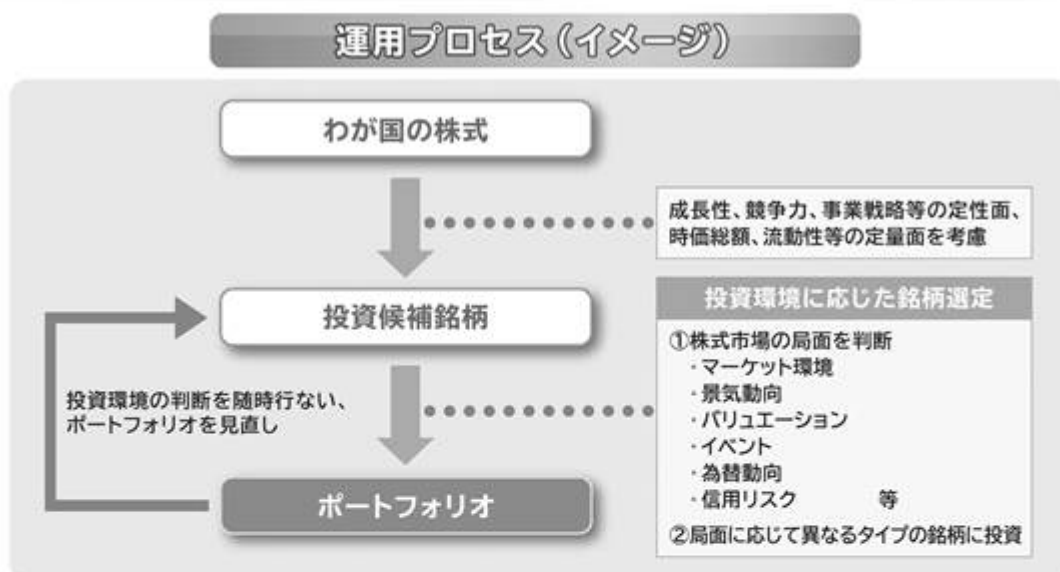 運用プロセス（イメージ）
わが国の株式
成長性、競争力、事業戦略等の定性面、
時価総額、流動性等の定量面を考慮
投資候補銘柄
投資環境に応じた銘柄選定
①株式市場の局面を判断
・マーケット環境
・景気動向
・バリュエーション
・イベント
・為替動向
・信用リスク　　　等
②局面に応じて異なるタイプの銘柄に投資
投資環境の判断を随時行ない、
ポートフォリオを見直し
ポートフォリオ